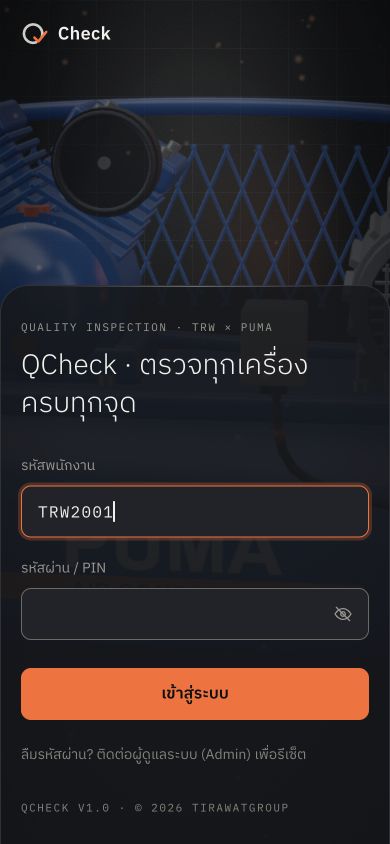 Check
QUALITY INSPECTION · TRW × PUMA
QCheck · ตรวจทุกเครื่อง
ครบทุกจุด
รหัสพนักงาน
TRW2001
PUMA
รหัสผ่าน / PIN
เข้าสู่ระบบ
ลืมรหัสผ่าน? ติดต่อผู้ดูแลระบบ (Admin) เพื่อรีเซ็ต
QCHECK V1.0 · © 2026 TIRAWATGROUP